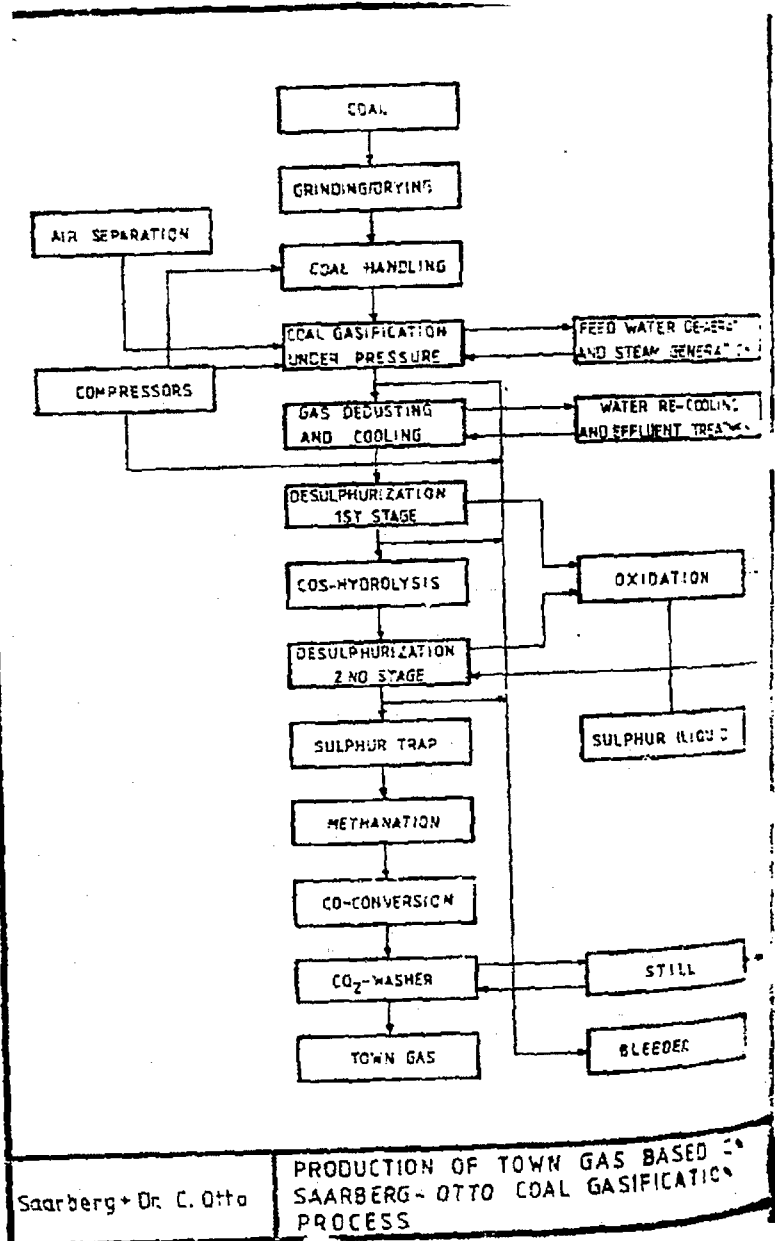 COAL
GRINDING/DRYING
AIR SEPARATION
COAL HANDLING
COAL GASIFICATION
UNDER PRESSURE
FEED WATER
AND STEAM
COMPRESSORS
GAS DEDUSTING
AND COOLING
WATER RE-COOLING
AND EFFLUENT
DESULPHURIZATION
1ST STAGE
COS-HYDROLYSIS
OXIDATION
DESULPHURIZATION
2ND STAGE
SULPHUR TRAP
SULPHUR
METHANATION
CO-CONVERSION
CO₂-WASHER
STILL
TOWN GAS
BLEEDER
Saarberg + Dr. C. Otto
PRODUCTION OF TOWN GAS BASED
SAARBERG-OTTO COAL GASIFICATION
PROCESS